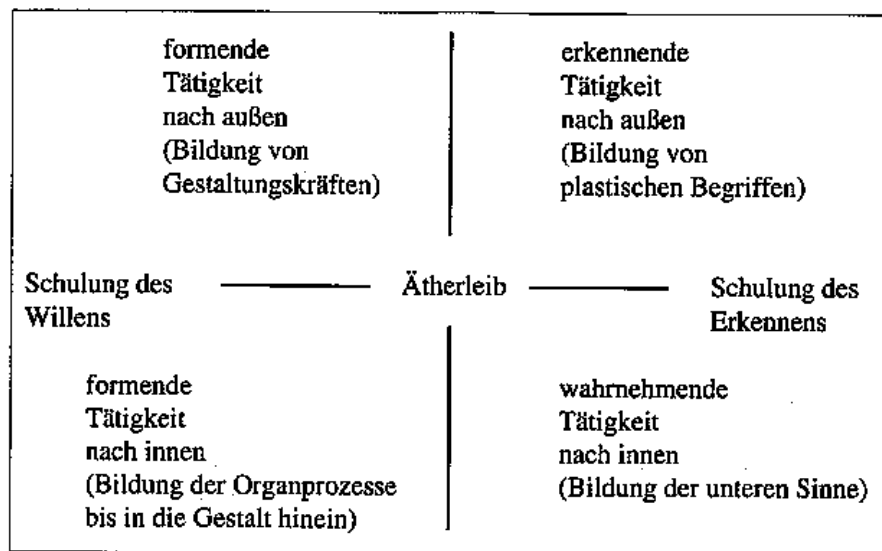 formende
Tätigkeit
nach außen
(Bildung von
Gestaltungskräften)
erkennende
Tätigkeit
nach außen
(Bildung von
plastischen Begriffen)
Schulung des
Willens
Ätherleib
Schulung des
Erkennens
formende
Tätigkeit
nach innen
(Bildung der Organprozesse
bis in die Gestalt hinein)
wahrnehmende
Tätigkeit
nach innen
(Bildung der unteren Sinne)